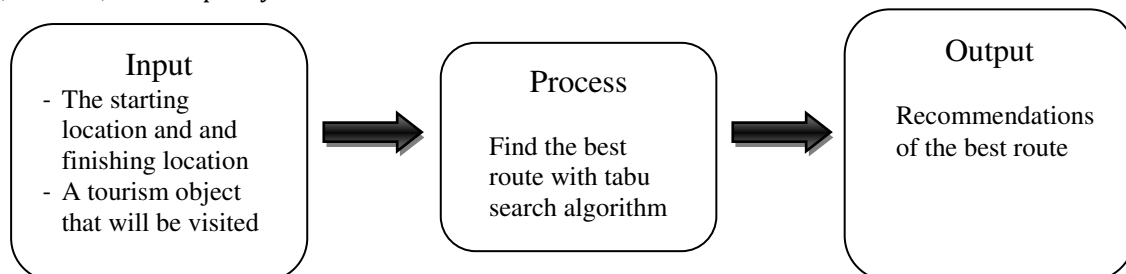 Input
- The starting
location and and
finishing location
- A tourism object
that will be visited
Process
Find the best
route with tabu
search algorithm
Output
Recommendations
of the best route